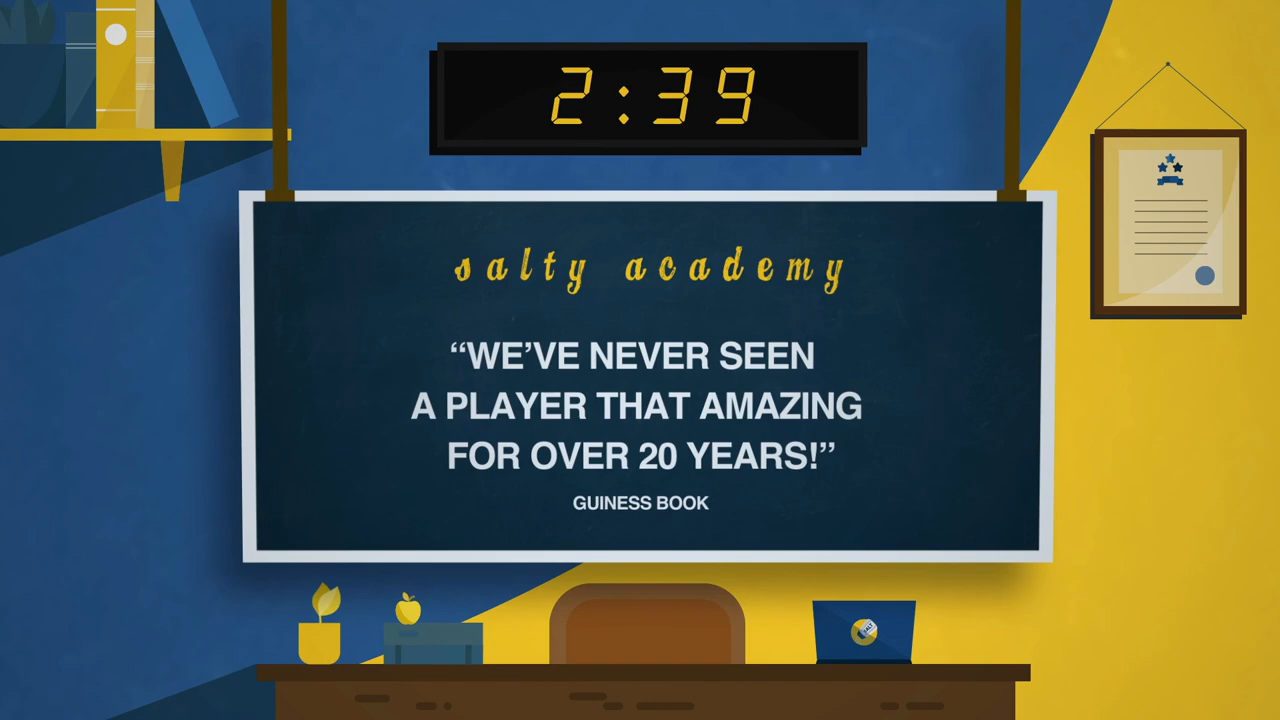 2:39
salty academy
“WE’VE NEVER SEEN
A PLAYER THAT AMAZING
FOR OVER 20 YEARS!”
GUINESS BOOK